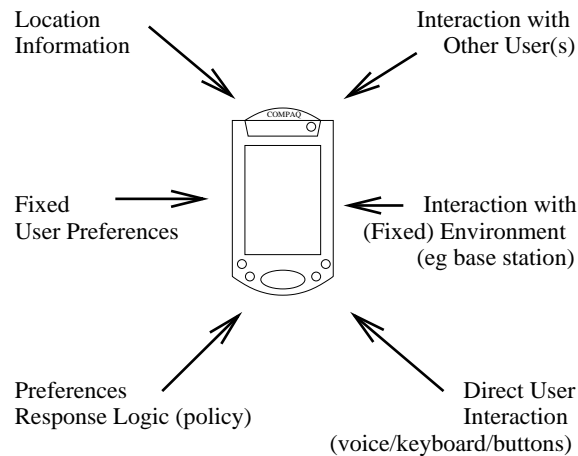 Location
Information
Interaction with
Other User(s)
COMPAQ
Fixed
User Preferences
Interaction with
(Fixed) Environment
(eg base station)
Preferences
Response Logic (policy)
Direct User
Interaction
(voice/keyboard/buttons)